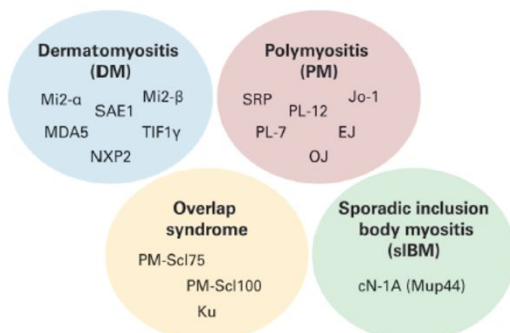 Dermatomyositis
(DM)
Mi2-α
Mi2-β
SAE1
MDA5
TIF1γ
NXP2
Polymyositis
(PM)
SRP
Jo-1
PL-12
PL-7
EJ
OJ
Overlap
syndrome
PM-Scl75
PM-Scl100
Ku
Sporadic inclusion
body myositis
(sIBM)
cN-1A (Mup44)